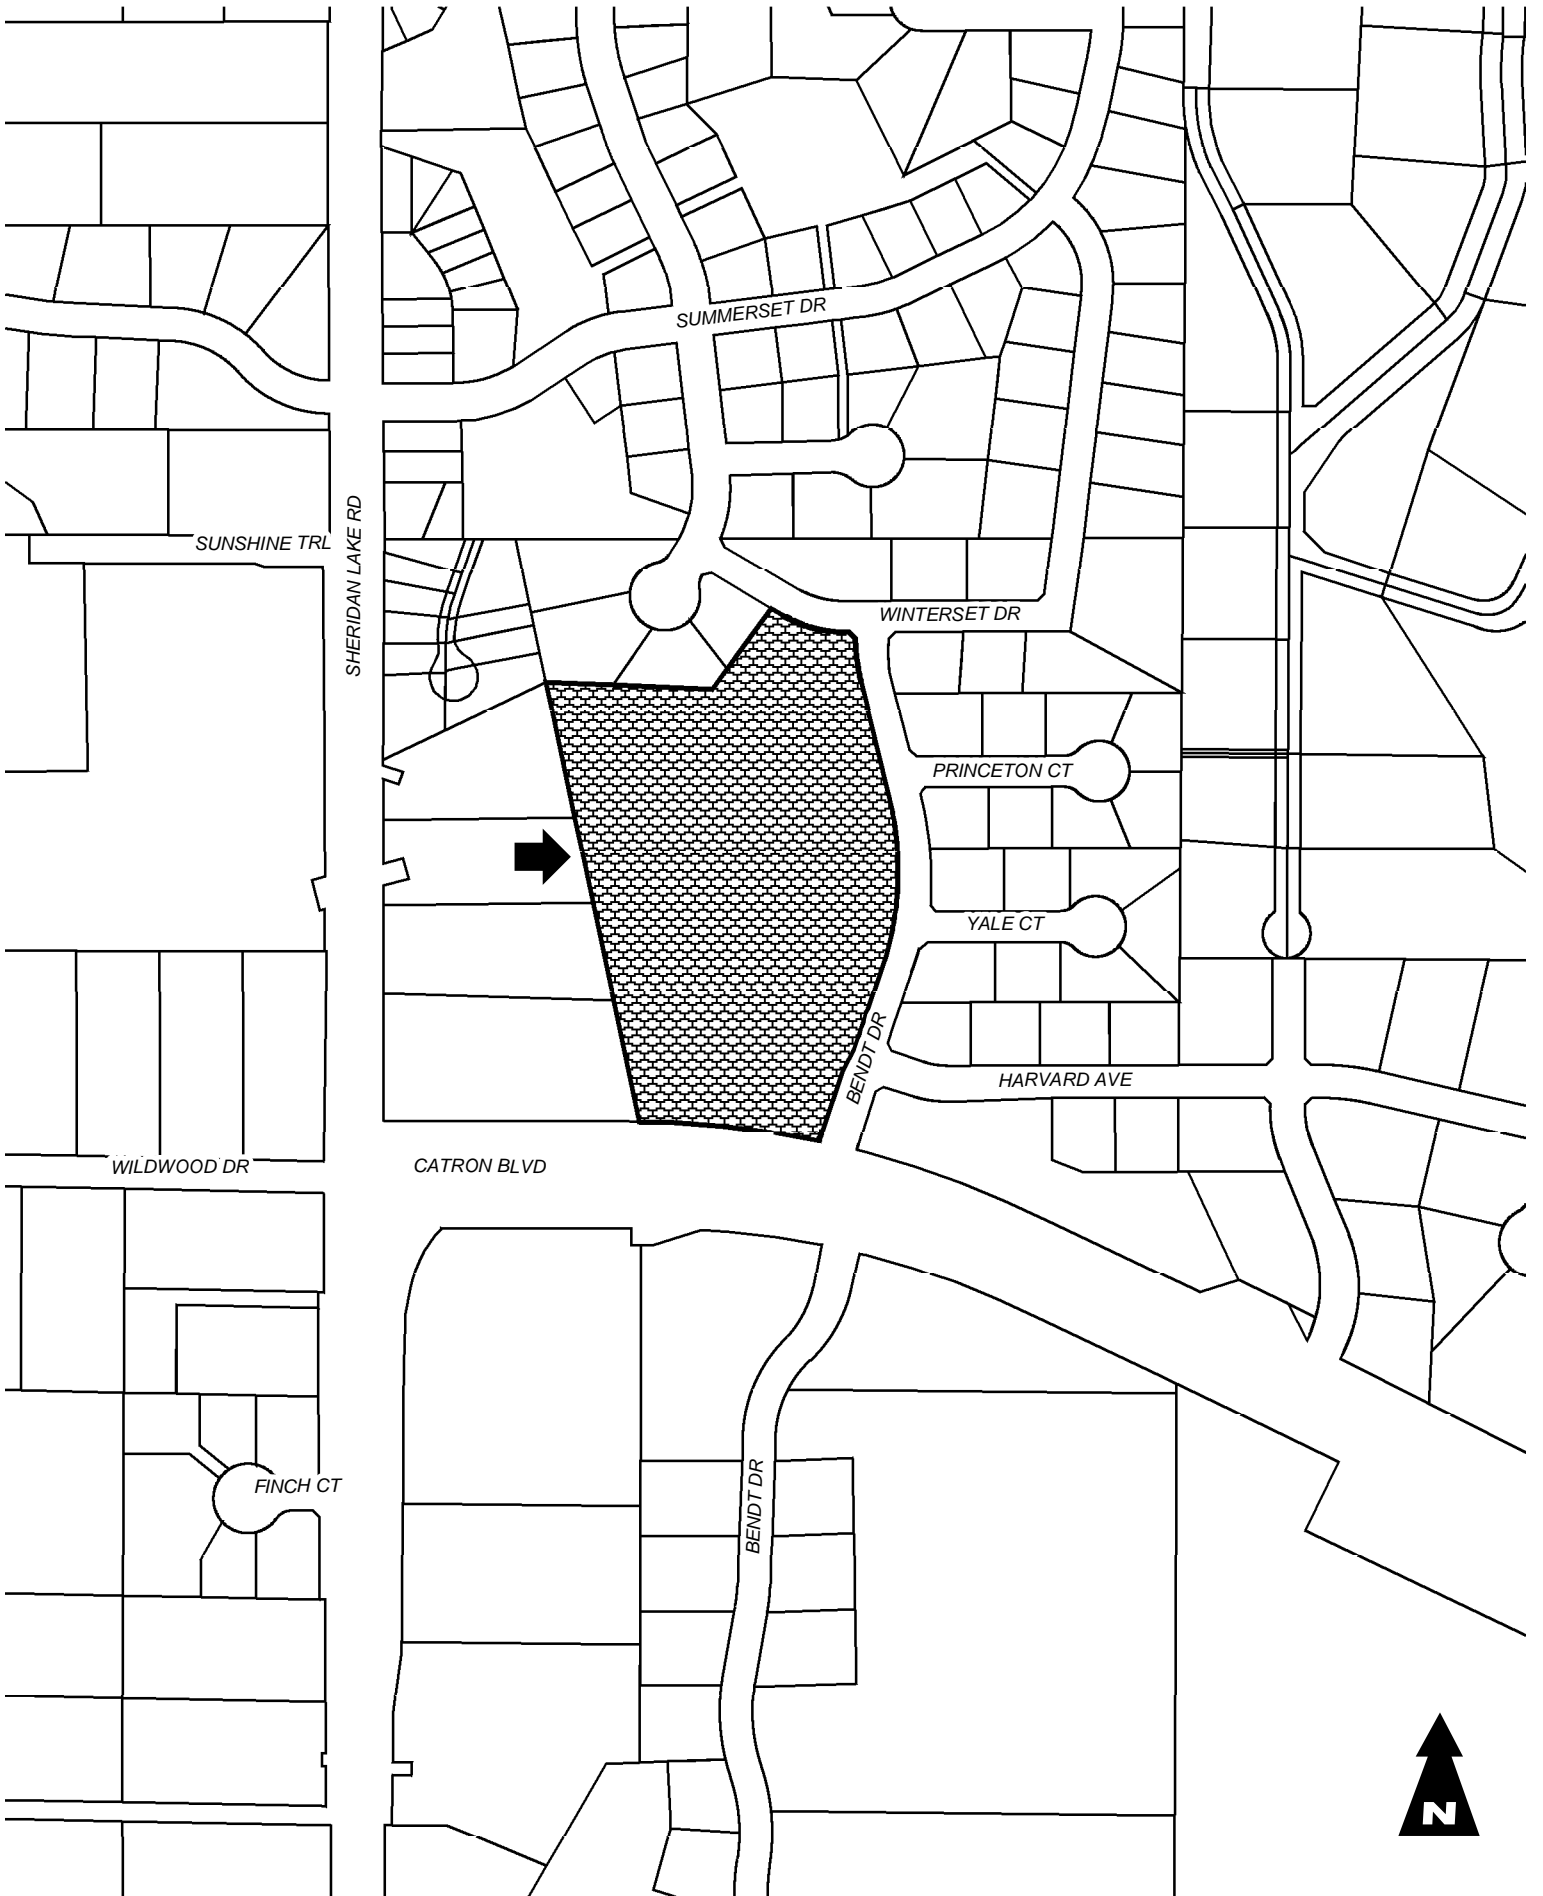 SUMMERSET DR
SHERIDAN LAKE RD
SUNSHINE TRL
WINTERSET DR
PRINCETON CT
YALE CT
BENDT DR
HARVARD AVE
WILDWOOD DR
CATRON BLVD
FINCH CT
BENDT DR
N